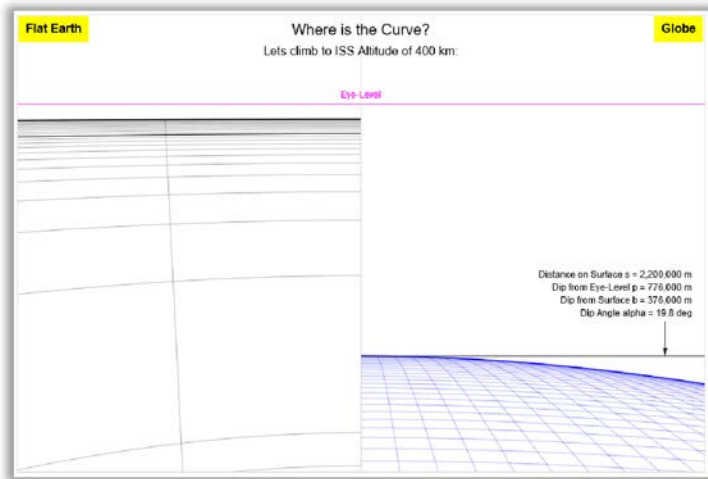 Flat Earth
Where is the Curve?
Globe
Lets climb to ISS Altitude of 400 km:
Eye-Level
Distance on Surface s = 2,200,000 m
Dip from Eye-Level p = 776,000 m
Dip from Surface b = 376,000 m
Dip Angle alpha = 19.8 deg